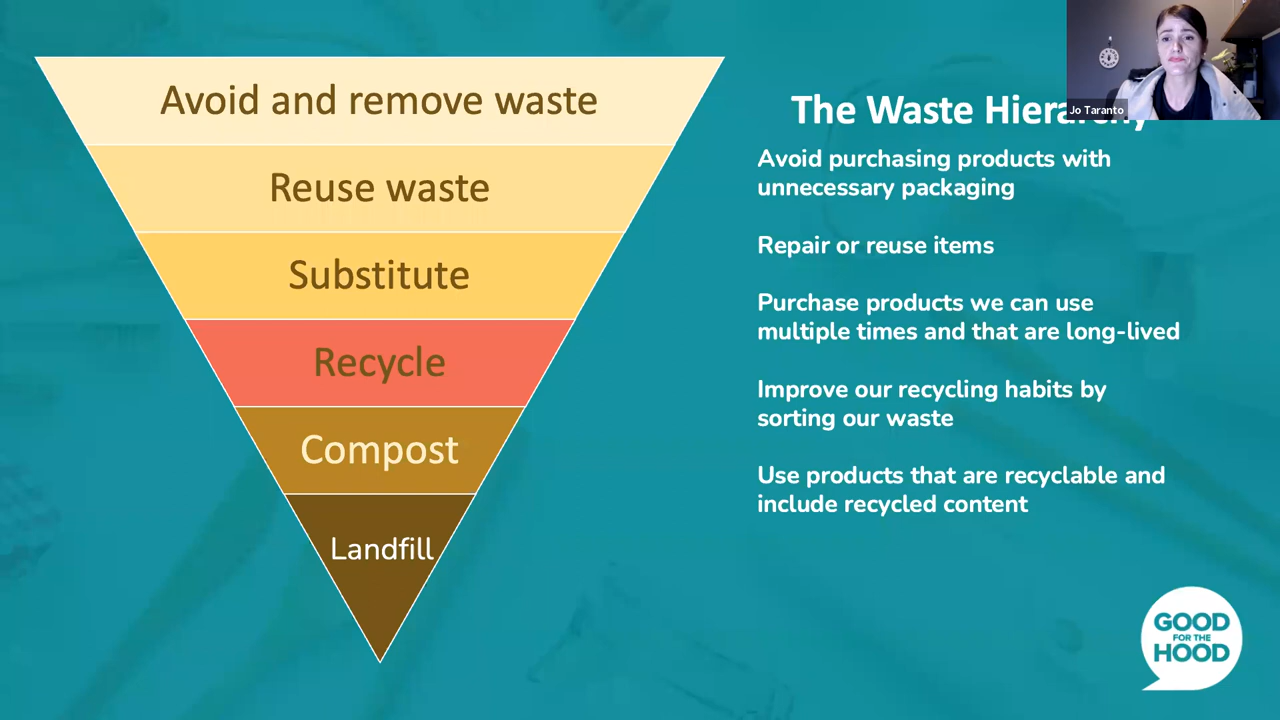 Avoid and remove waste
Reuse waste
Substitute
Recycle
Compost
Landfill
The Waste Hierarchy
Avoid purchasing products with
unnecessary packaging
Repair or reuse items
Purchase products we can use
multiple times and that are long-lived
Improve our recycling habits by
sorting our waste
Use products that are recyclable and
include recycled content
Jo Taranto
GOOD
FOR THE
HOOD